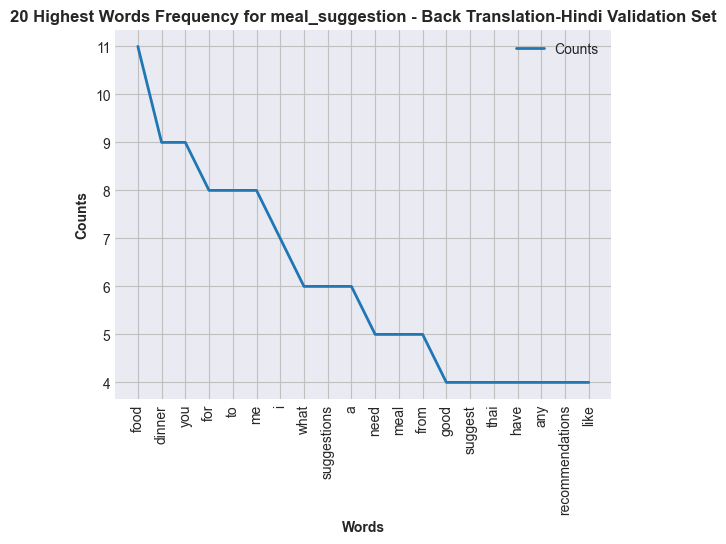 20 Highest Words Frequency for meal_suggestion - Back Translation-Hindi Validation Set
Counts
11
10
9
8
7
6
5
4
Counts
food
dinner
you
for
to
me
i
what
suggestions
a
need
meal
from
good
suggest
thai
have
any
recommendations
like
Words